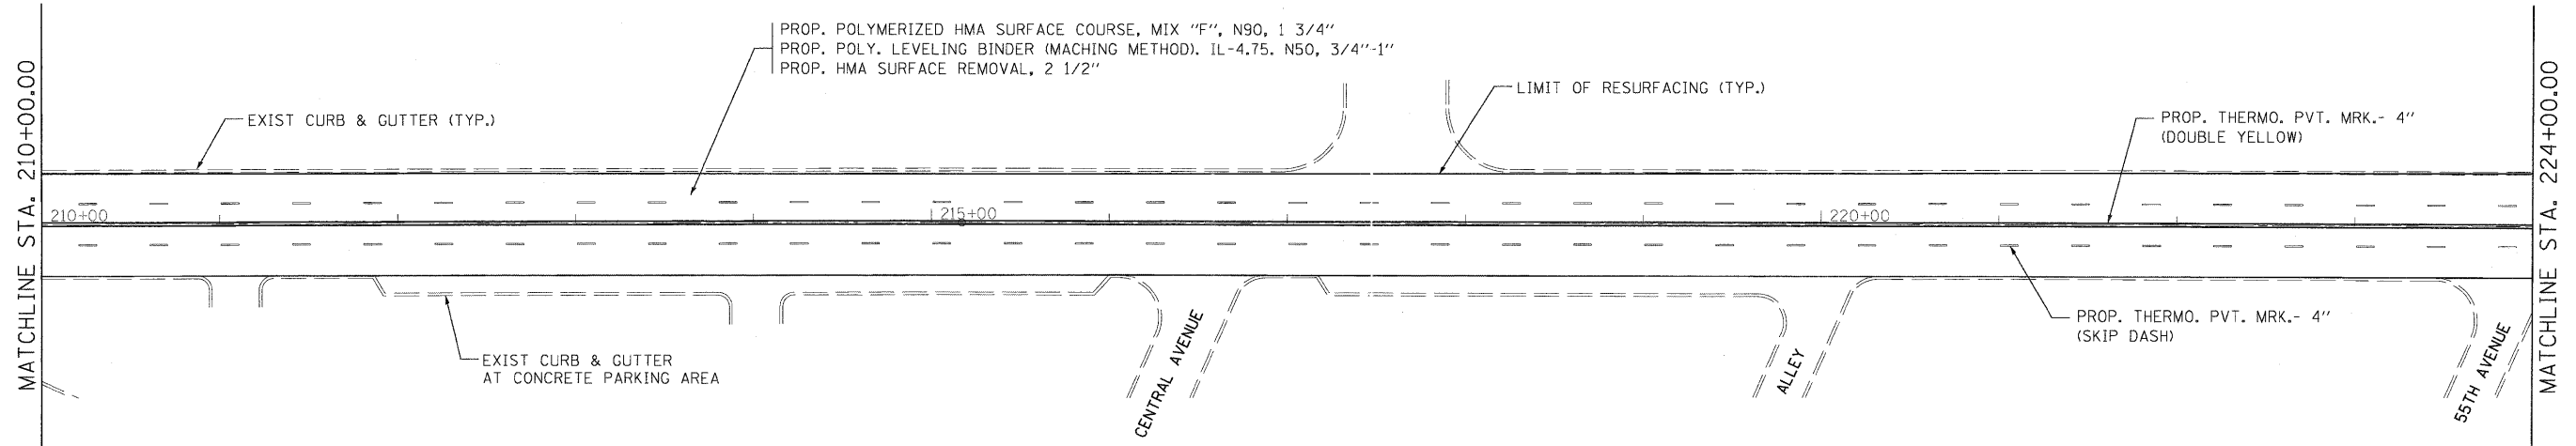 PROP. POLYMERIZED HMA SURFACE COURSE, MIX "F", N90, 1 3/4"
PROP. POLY. LEVELING BINDER (MACHING METHOD). IL-4.75. N50, 3/4"-1"
PROP. HMA SURFACE REMOVAL, 2 1/2"
LIMIT OF RESURFACING (TYP.)
EXIST CURB & GUTTER (TYP.)
PROP. THERMO. PVT. MRK.- 4"
(DOUBLE YELLOW)
MATCHLINE STA. 210+00.00
210+00
215+00
220+00
MATCHLINE STA. 224+00.00
PROP. THERMO. PVT. MRK.- 4"
(SKIP DASH)
EXIST CURB & GUTTER
AT CONCRETE PARKING AREA
CENTRAL AVENUE
ALLEY
55TH AVENUE